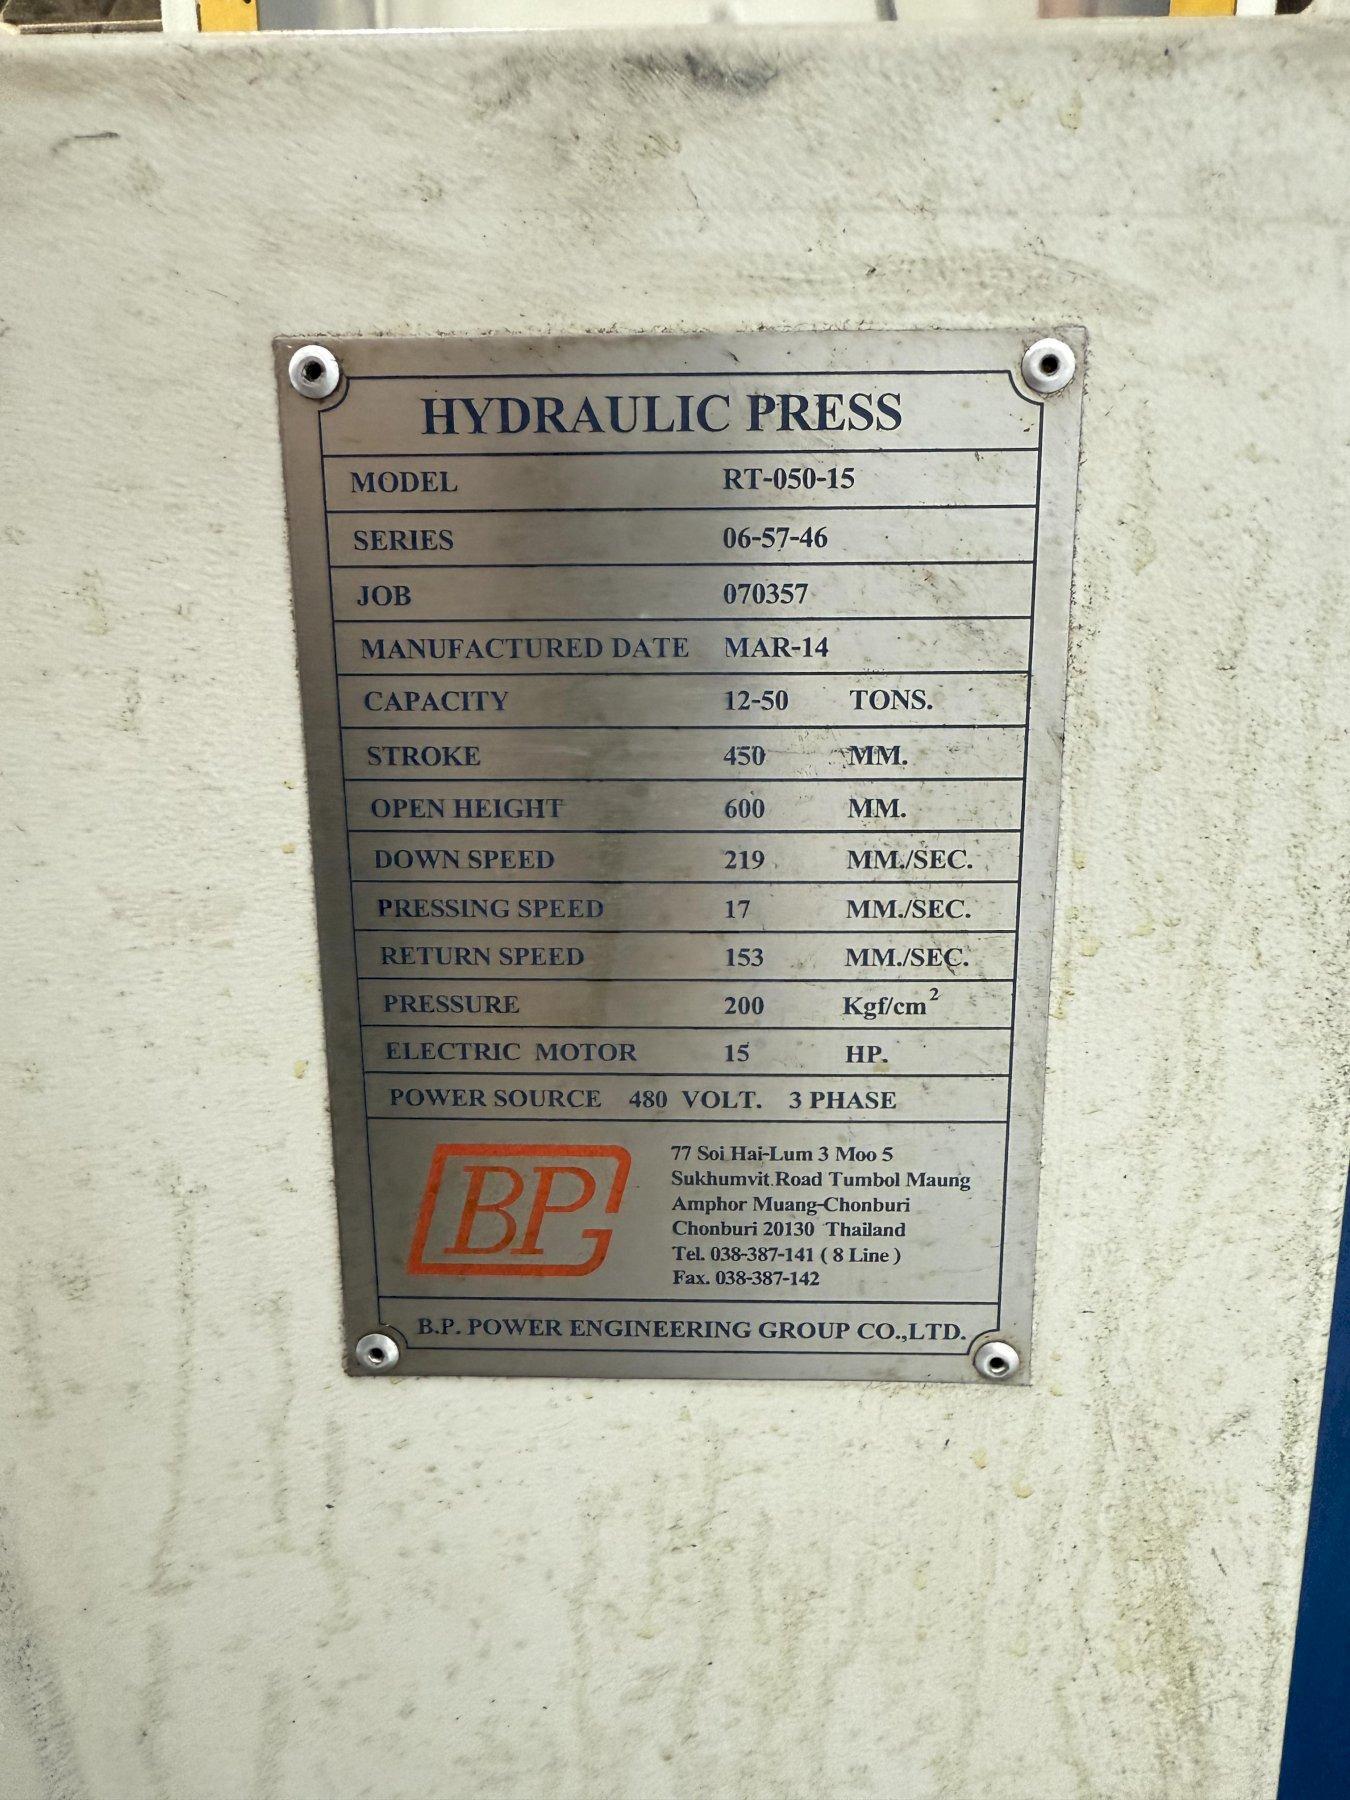 HYDRAULIC PRESS
MODEL RT-050-15
SERIES 06-57-46
JOB 070357
MANUFACTURED DATE MAR-14
CAPACITY 12-50 TONS.
STROKE 450 MM.
OPEN HEIGHT 600 MM.
DOWN SPEED 219 MM./SEC.
PRESSING SPEED 17 MM./SEC.
RETURN SPEED 153 MM./SEC.
PRESSURE 200 Kgf/cm²
ELECTRIC MOTOR 15 HP.
POWER SOURCE 480 VOLT. 3 PHASE
BP
77 Soi Hai-Lum 3 Moo 5
Sukhumvit.Road Tumbol Maung
Amphor Muang-Chonburi
Chonburi 20130 Thailand
Tel. 038-387-141 ( 8 Line )
Fax. 038-387-142
B.P. POWER ENGINEERING GROUP CO.,LTD.